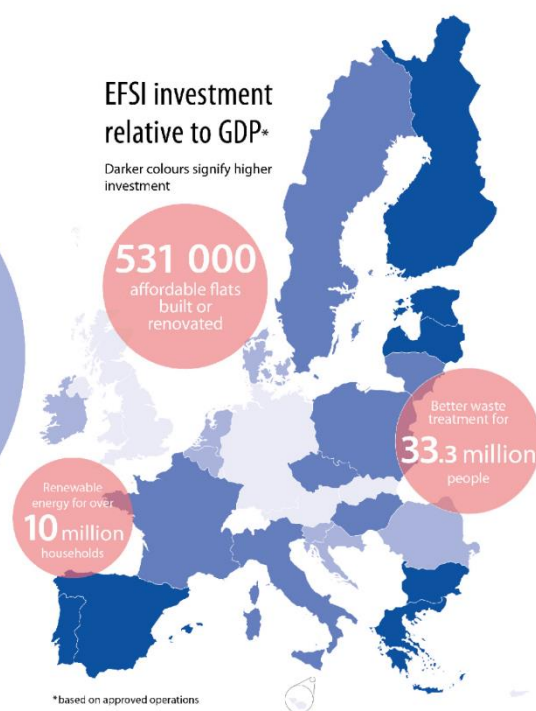 EFSI investment
relative to GDP*
Darker colours signify higher
investment
531 000
affordable flats
built or
renovated
Better waste
treatment for
33.3 million
people
Renewable
energy for over
10 million
households
*based on approved operations